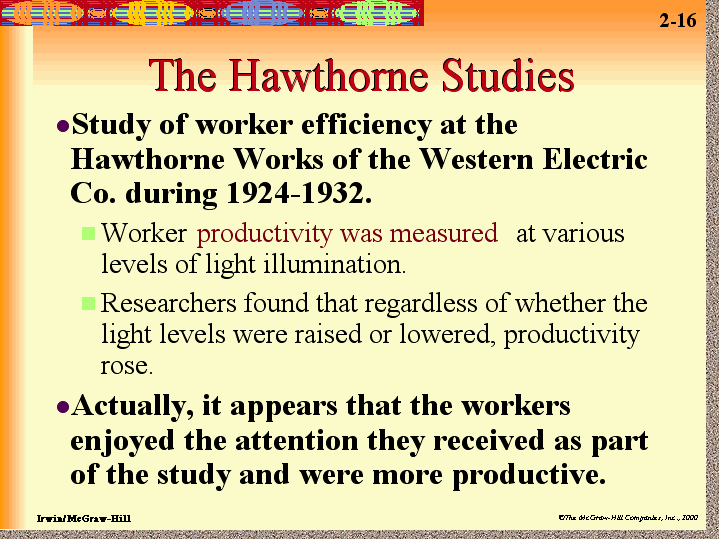 2-16
The Hawthorne Studies
●Study of worker efficiency at the
Hawthorne Works of the Western Electric
Co. during 1924-1932.
■ Worker productivity was measured at various
levels of light illumination.
■ Researchers found that regardless of whether the
light levels were raised or lowered, productivity
rose.
●Actually, it appears that the workers
enjoyed the attention they received as part
of the study and were more productive.
Irwin/McGraw-Hill
©The McGraw-Hill Companies, Inc., 2000